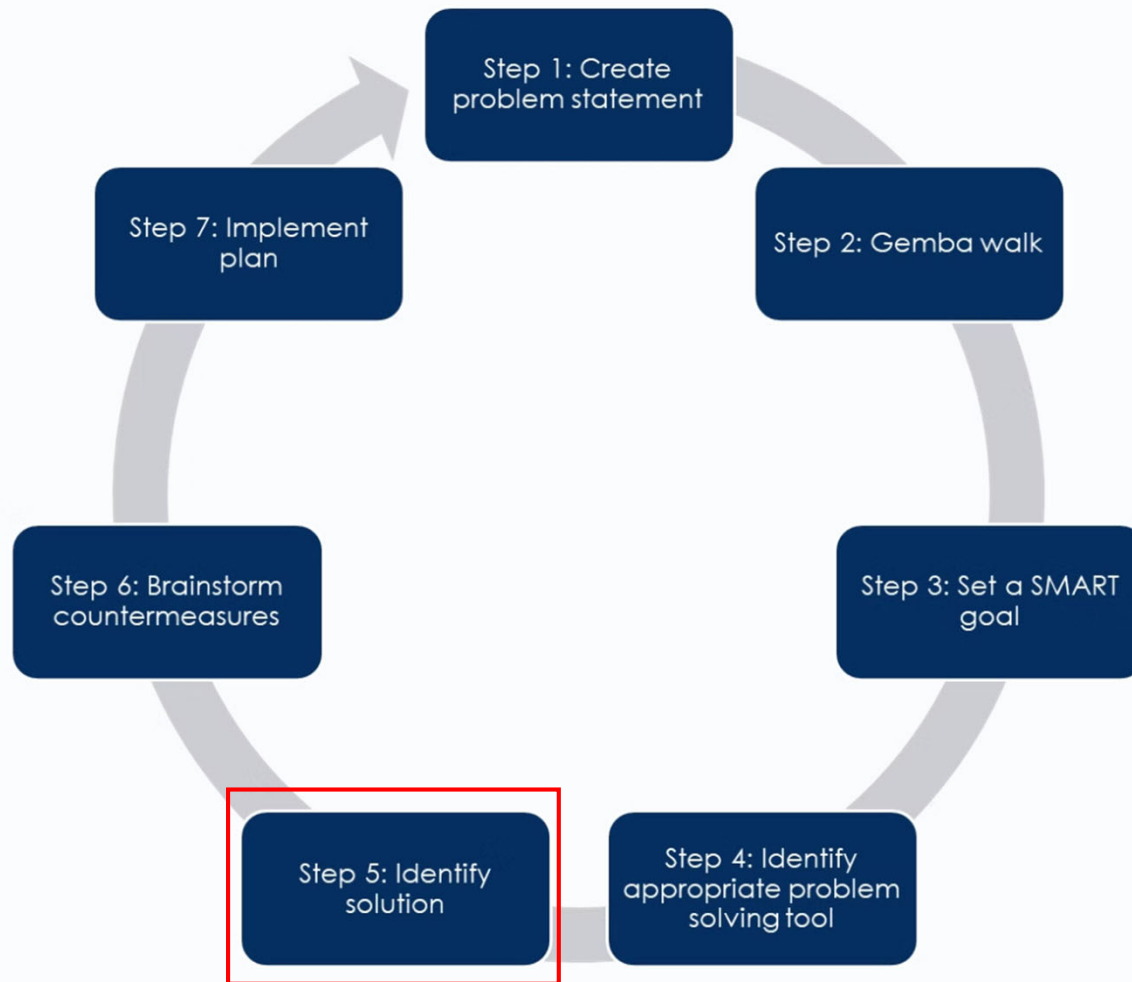 Step 1: Create
problem statement
Step 2: Gemba walk
Step 3: Set a SMART
goal
Step 4: Identify
appropriate problem
solving tool
Step 5: Identify
solution
Step 6: Brainstorm
countermeasures
Step 7: Implement
plan